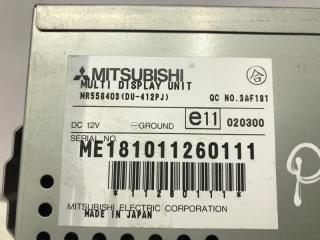 MITSUBISHI
MULTI DISPLAY UNIT
MR558403(DU-412PJ) QC NO.3AF181
合
DC 12V ⊖GROUND e11 020300
SERIAL NO
ME181011260111
*11260111*
MITSUBISHI ELECTRIC CORPORATION
MADE IN JAPAN